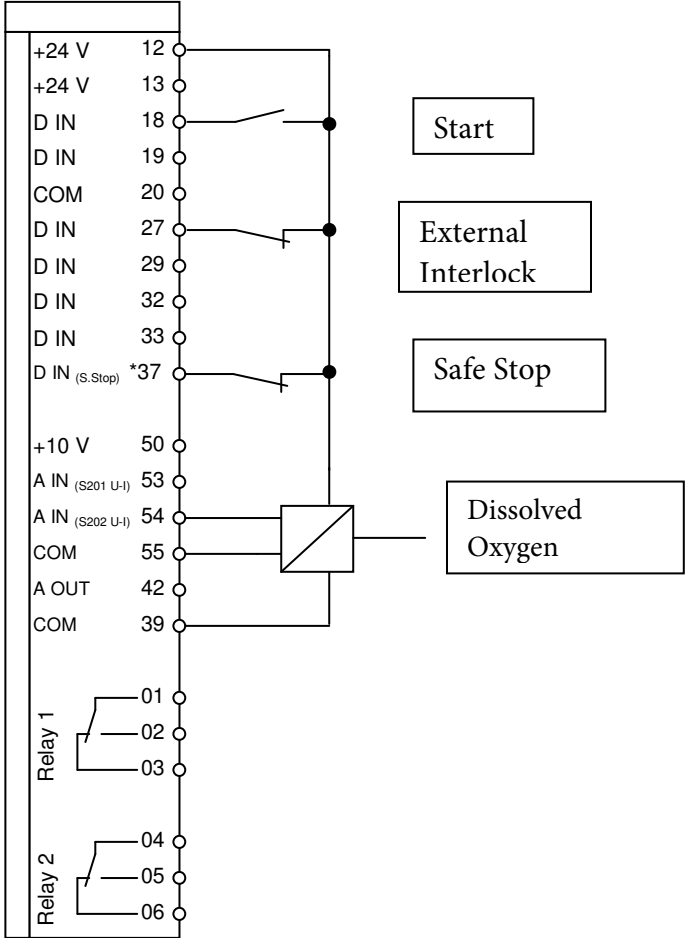 +24 V 12
+24 V 13
D IN 18
Start
D IN 19
COM 20
D IN 27
External
Interlock
D IN 29
D IN 32
D IN 33
D IN (S.Stop) *37
Safe Stop
+10 V 50
A IN (S201 U-I) 53
A IN (S202 U-I) 54
Dissolved
Oxygen
COM 55
A OUT 42
COM 39
Relay 1
01
02
03
Relay 2
04
05
06